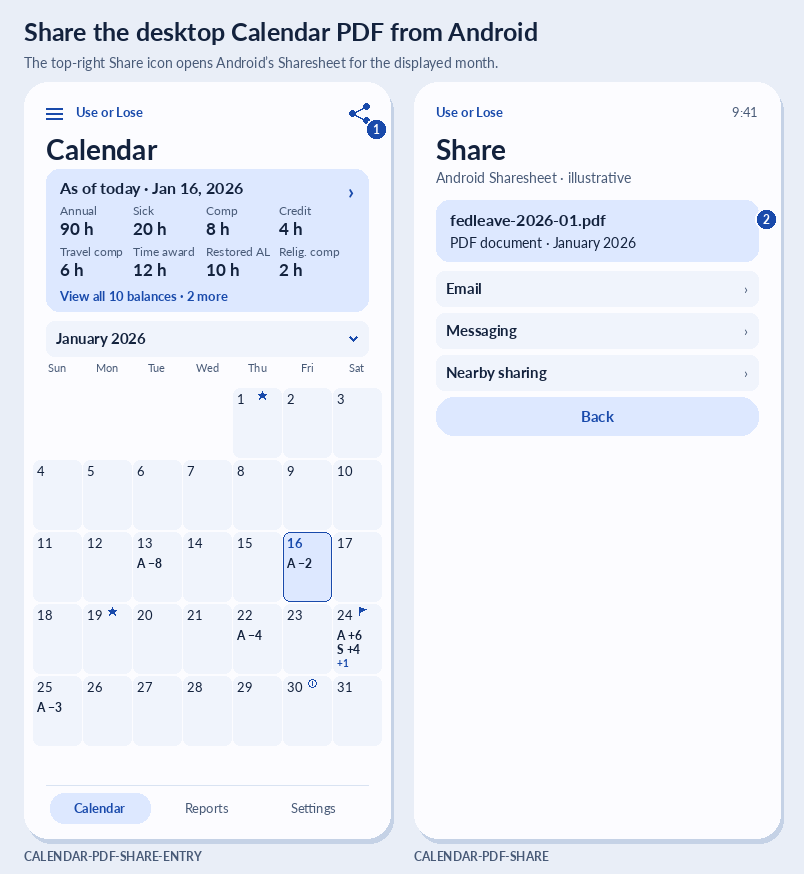 Share the desktop Calendar PDF from Android
The top-right Share icon opens Android's Sharesheet for the displayed month.
Use or Lose
1
Calendar
As of today · Jan 16, 2026 ›
Annual Sick Comp Credit
90 h 20 h 8 h 4 h
Travel comp Time award Restored AL Relig. comp
6 h 12 h 10 h 2 h
View all 10 balances · 2 more
January 2026
Sun Mon Tue Wed Thu Fri Sat
1 2 3
4 5 6 7 8 9 10
11 12 13 14 15 16 17
A −8 A −2
18 19 20 21 22 23 24
A −4 A +6
S +4
+1
25 26 27 28 29 30 31
A −3
Calendar Reports Settings
CALENDAR-PDF-SHARE-ENTRY
Use or Lose 9:41
Share
Android Sharesheet · illustrative
fedleave-2026-01.pdf
2
PDF document · January 2026
Email ›
Messaging ›
Nearby sharing ›
Back
CALENDAR-PDF-SHARE